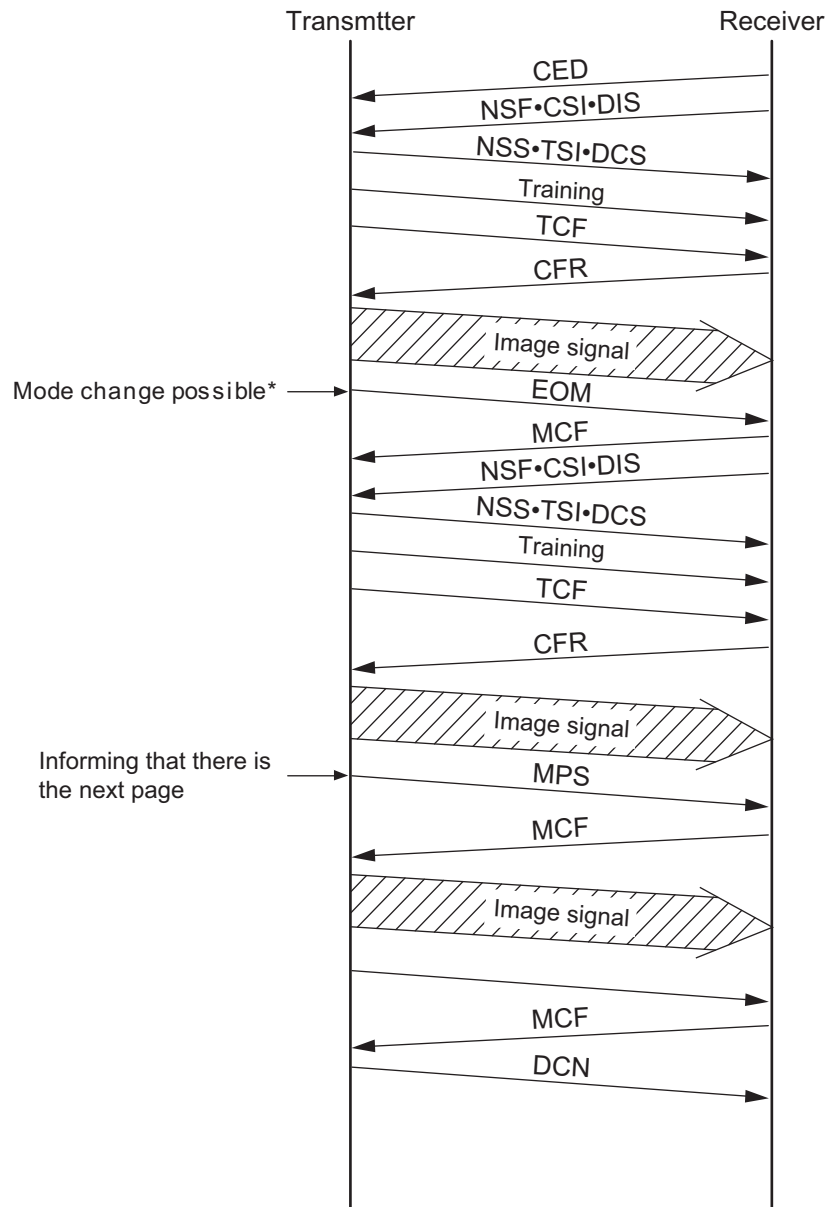 Transmtter
Receiver
CED
NSF•CSI•DIS
NSS•TSI•DCS
Training
TCF
CFR
Image signal
Mode change possible*
EOM
MCF
NSF•CSI•DIS
NSS•TSI•DCS
Training
TCF
CFR
Image signal
Informing that there is
the next page
MPS
MCF
Image signal
MCF
DCN